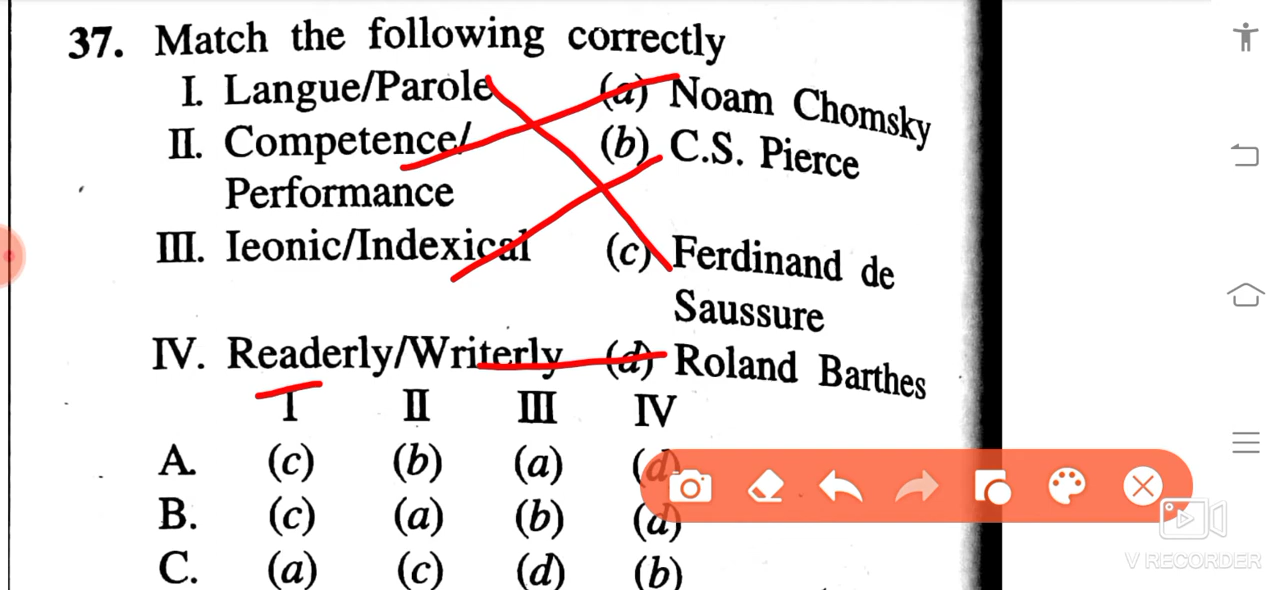 37. Match the following correctly
I. Langue/Parole (a) Noam Chomsky
II. Competence/ (b) C.S. Pierce
Performance
III. Ieonic/Indexical (c) Ferdinand de
Saussure
IV. Readerly/Writerly (d) Roland Barthes
I II III IV
A. (c) (b) (a) (d)
B. (c) (a) (b) (d)
C. (a) (c) (d) (b)
V RECORDER